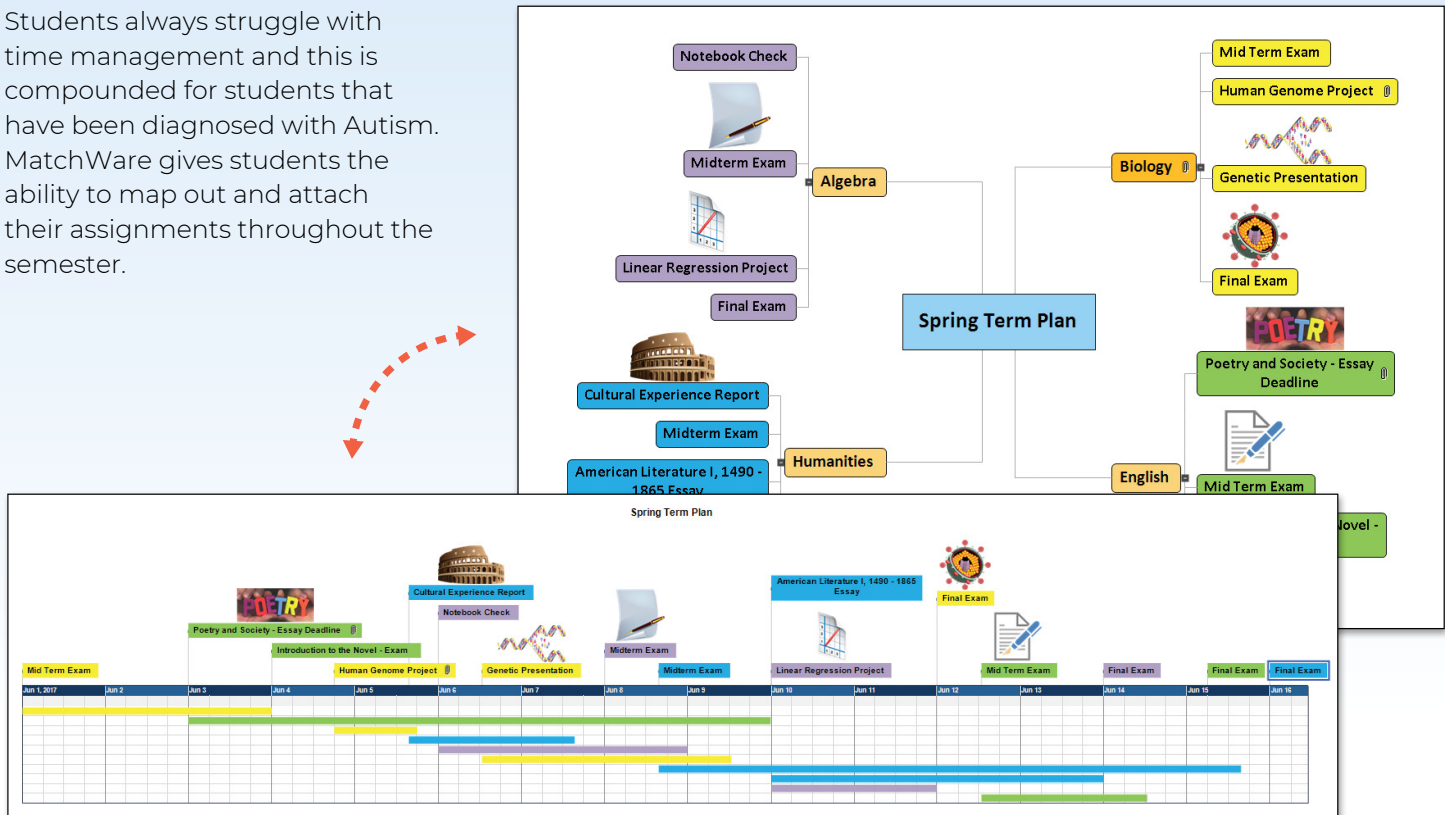 Students always struggle with
time management and this is
compounded for students that
have been diagnosed with Autism.
MatchWare gives students the
ability to map out and attach
their assignments throughout the
semester.
Notebook Check
Midterm Exam
Linear Regression Project
Final Exam
Algebra
Cultural Experience Report
Midterm Exam
American Literature I, 1490 -
1865 Essay
Humanities
Spring Term Plan
Biology
Mid Term Exam
Human Genome Project
Genetic Presentation
Final Exam
POETRY
Poetry and Society - Essay
Deadline
English
Mid Term Exam
Novel -
Spring Term Plan
POETRY
Cultural Experience Report
American Literature I, 1490 - 1865
Essay
Final Exam
Notebook Check
Poetry and Society - Essay Deadline
Introduction to the Novel - Exam
Midterm Exam
Mid Term Exam
Human Genome Project
Genetic Presentation
Midterm Exam
Linear Regression Project
Mid Term Exam
Final Exam
Final Exam
Final Exam
Jun 1, 2017
Jun 2
Jun 3
Jun 4
Jun 5
Jun 6
Jun 7
Jun 8
Jun 9
Jun 10
Jun 11
Jun 12
Jun 13
Jun 14
Jun 15
Jun 16